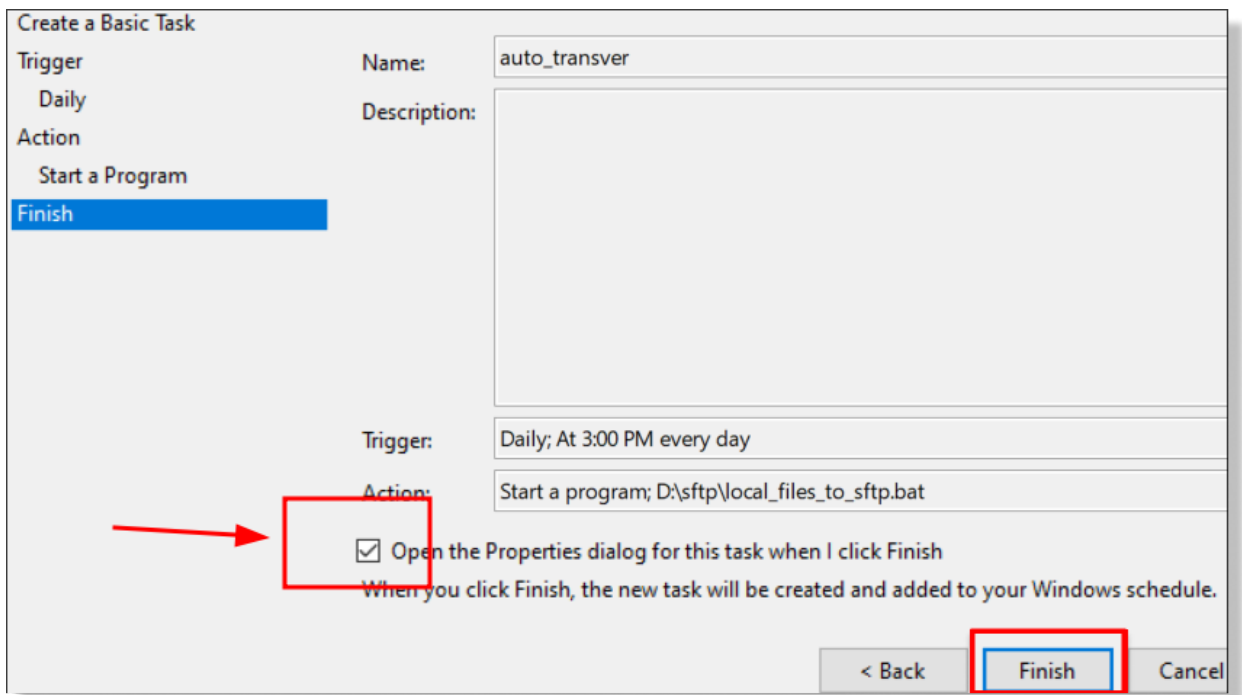 Create a Basic Task
Trigger
Daily
Action
Start a Program
Finish
Name: auto_transver
Description:
Trigger: Daily; At 3:00 PM every day
Action: Start a program; D:\sftp\local_files_to_sftp.bat
Open the Properties dialog for this task when I click Finish
When you click Finish, the new task will be created and added to your Windows schedule.
< Back Finish Cancel